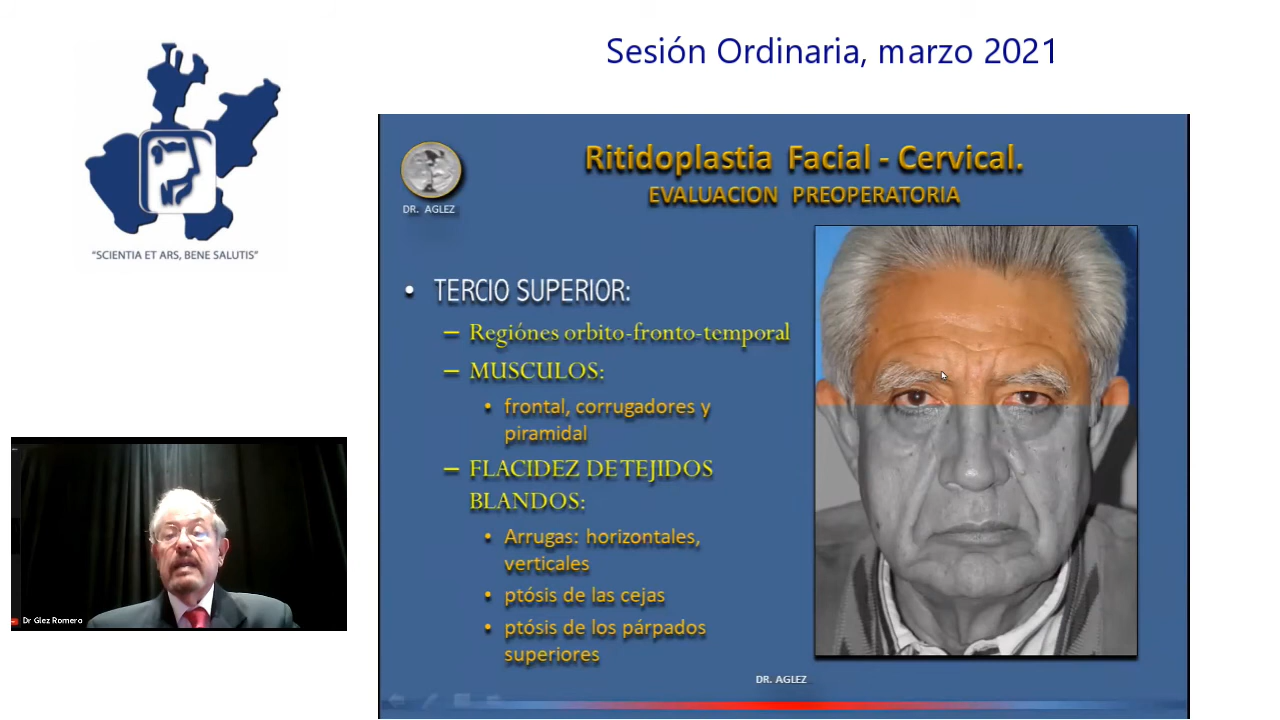 Sesión Ordinaria, marzo 2021
"SCIENTIA ET ARS, BENE SALUTIS"
Ritidoplastia Facial - Cervical.
EVALUACION PREOPERATORIA
DR. AGLEZ
• TERCIO SUPERIOR:
– Regiónes orbito-fronto-temporal
– MUSCULOS:
• frontal, corrugadores y
piramidal
– FLACIDEZ DE TEJIDOS
BLANDOS:
• Arrugas: horizontales,
verticales
• ptósis de las cejas
• ptósis de los párpados
superiores
DR. AGLEZ
Dr Glez Romero